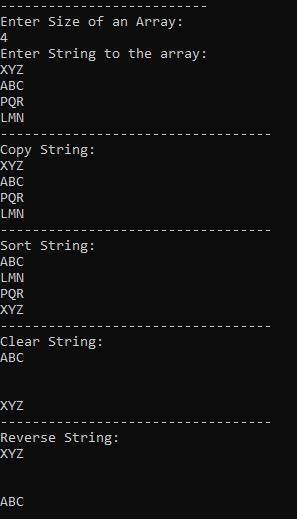 --------------------------
Enter Size of an Array:
4
Enter String to the array:
XYZ
ABC
PQR
LMN
----------------------------------
Copy String:
XYZ
ABC
PQR
LMN
----------------------------------
Sort String:
ABC
LMN
PQR
XYZ
----------------------------------
Clear String:
ABC
XYZ
----------------------------------
Reverse String:
XYZ
ABC